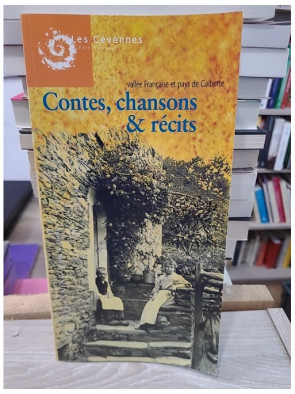 Les Cévennes
vallée Française et pays de Calberte
Contes, chansons
& récits